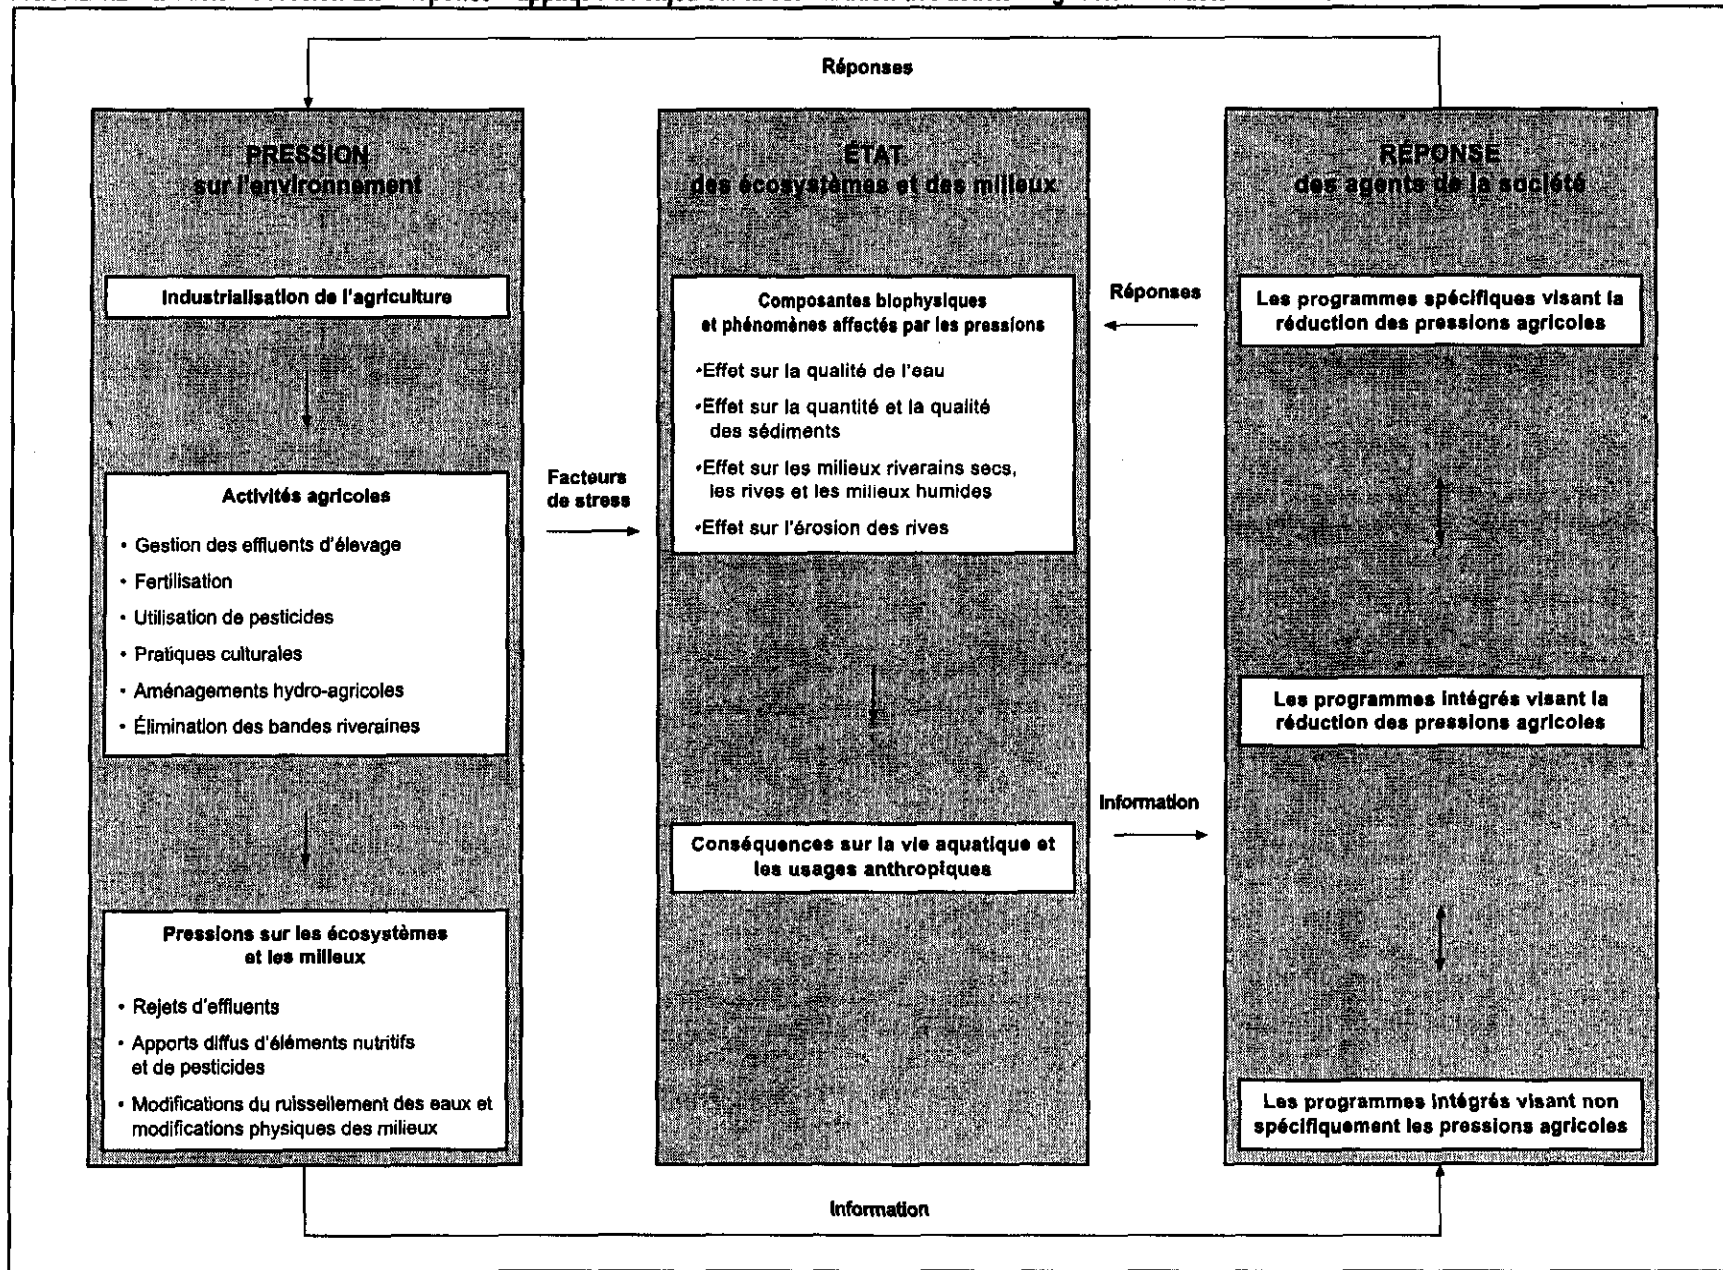 Réponses
PRESSION
sur l'environnement
Industrialisation de l'agriculture
Activités agricoles
• Gestion des effluents d'élevage
• Fertilisation
• Utilisation de pesticides
• Pratiques culturales
• Aménagements hydro-agricoles
• Élimination des bandes riveraines
Pressions sur les écosystèmes
et les milieux
• Rejets d'effluents
• Apports diffus d'éléments nutritifs
et de pesticides
• Modifications du ruissellement des eaux et
modifications physiques des milieux
Facteurs
de stress
ÉTAT
des écosystèmes et des milieux
Composantes biophysiques
et phénomènes affectés par les pressions
•Effet sur la qualité de l'eau
•Effet sur la quantité et la qualité
des sédiments
•Effet sur les milieux riverains secs,
les rives et les milieux humides
•Effet sur l'érosion des rives
Conséquences sur la vie aquatique et
les usages anthropiques
Réponses
Information
RÉPONSE
des agents de la société
Les programmes spécifiques visant la
réduction des pressions agricoles
Les programmes intégrés visant la
réduction des pressions agricoles
Les programmes intégrés visant non
spécifiquement les pressions agricoles
Information